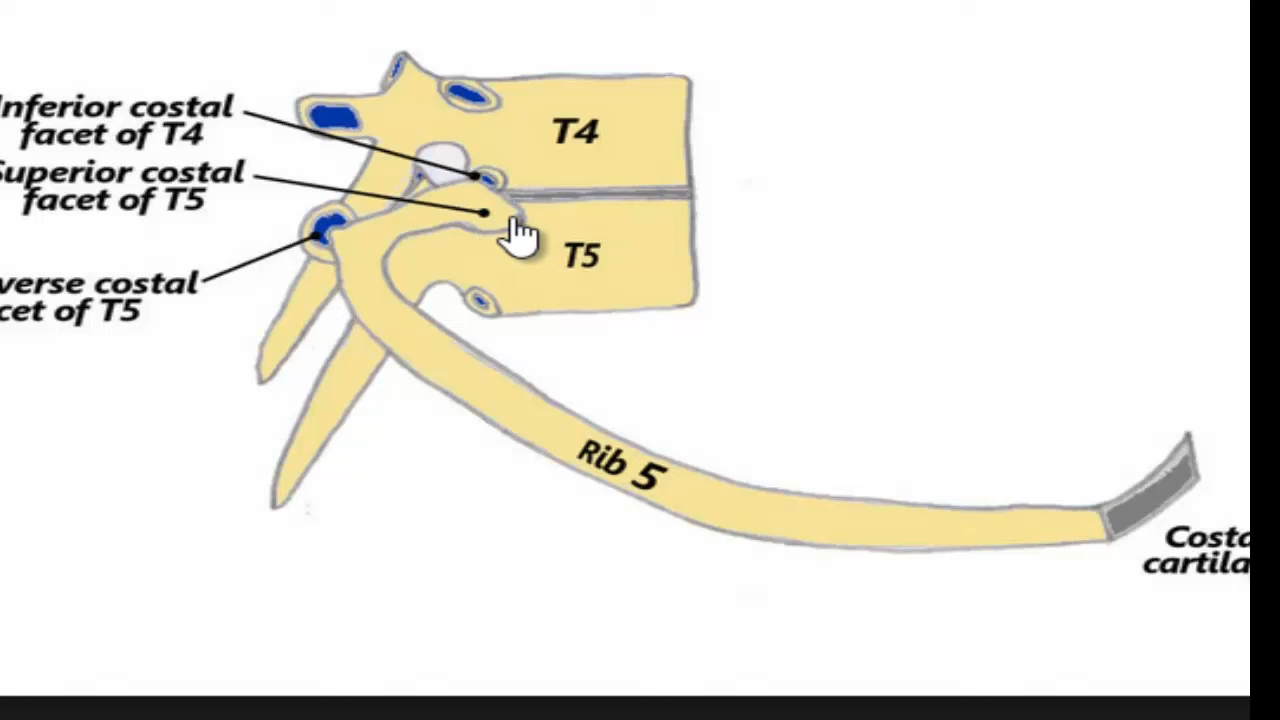 Inferior costal
facet of T4
Superior costal
facet of T5
verse costal
cet of T5
T4
T5
Rib 5
Costa
cartila